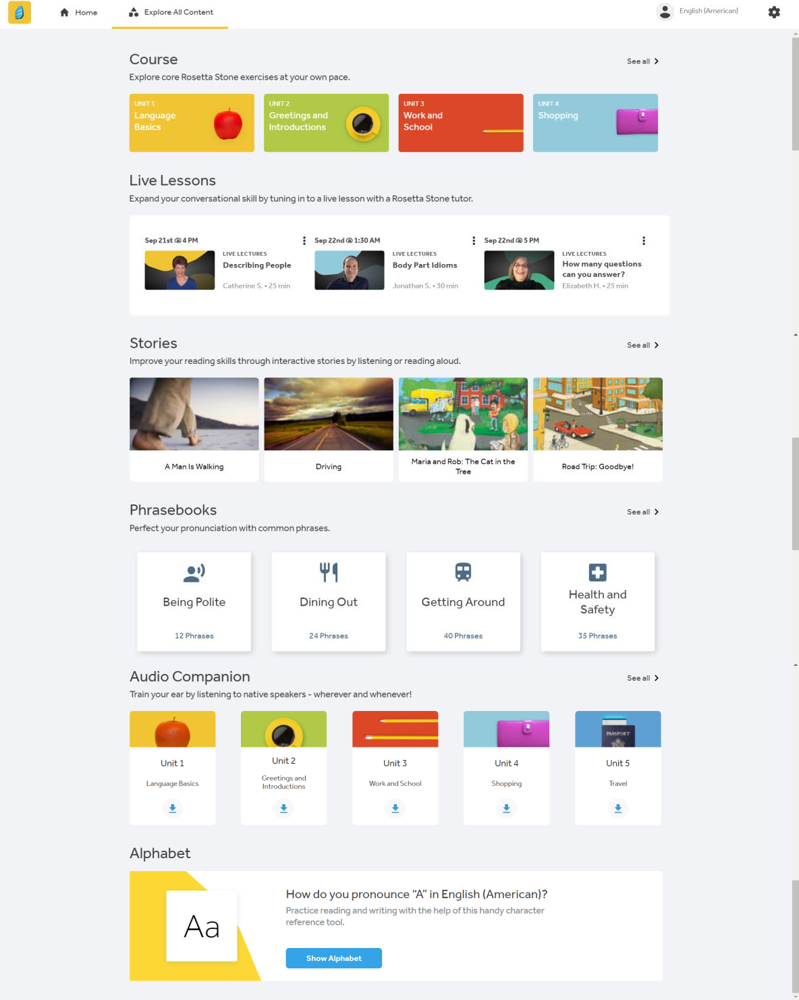 Home
Explore All Content
English (American)
Course
See all
Explore core Rosetta Stone exercises at your own pace.
UNIT 1
Language
Basics
UNIT 2
Greetings and
Introductions
UNIT 3
Work and
School
UNIT 4
Shopping
Live Lessons
Expand your conversational skill by tuning in to a live lesson with a Rosetta Stone tutor.
Sep 21st @ 4 PM
LIVE LECTURES
Describing People
Catherine S. • 25 min
Sep 22nd @ 1:30 AM
LIVE LECTURES
Body Part Idioms
Jonathan S. • 30 min
Sep 22nd @ 5 PM
LIVE LECTURES
How many questions
can you answer?
Elizabeth H. • 25 min
Stories
See all
Improve your reading skills through interactive stories by listening or reading aloud.
A Man Is Walking
Driving
Maria and Rob: The Cat in the
Tree
Road Trip: Goodbye!
Phrasebooks
See all
Perfect your pronunciation with common phrases.
Being Polite
12 Phrases
Dining Out
24 Phrases
Getting Around
40 Phrases
Health and
Safety
35 Phrases
Audio Companion
See all
Train your ear by listening to native speakers - wherever and whenever!
Unit 1
Language Basics
Unit 2
Greetings and
Introductions
Unit 3
Work and School
Unit 4
Shopping
PASSPORT
Unit 5
Travel
Alphabet
Aa
How do you pronounce “A” in English (American)?
Practice reading and writing with the help of this handy character
reference tool.
Show Alphabet